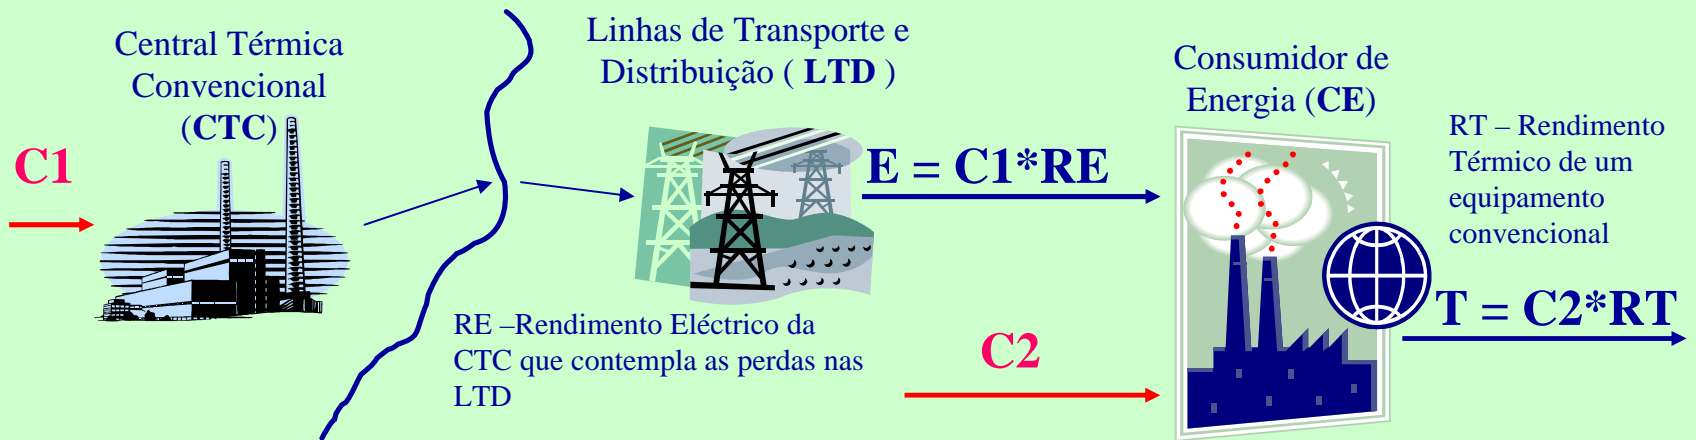 Central Térmica
Convencional
(CTC)
C1
Linhas de Transporte e
Distribuição ( LTD )
E = C1*RE
RE –Rendimento Eléctrico da
CTC que contempla as perdas nas
LTD
C2
Consumidor de
Energia (CE)
RT – Rendimento
Térmico de um
equipamento
convencional
T = C2*RT